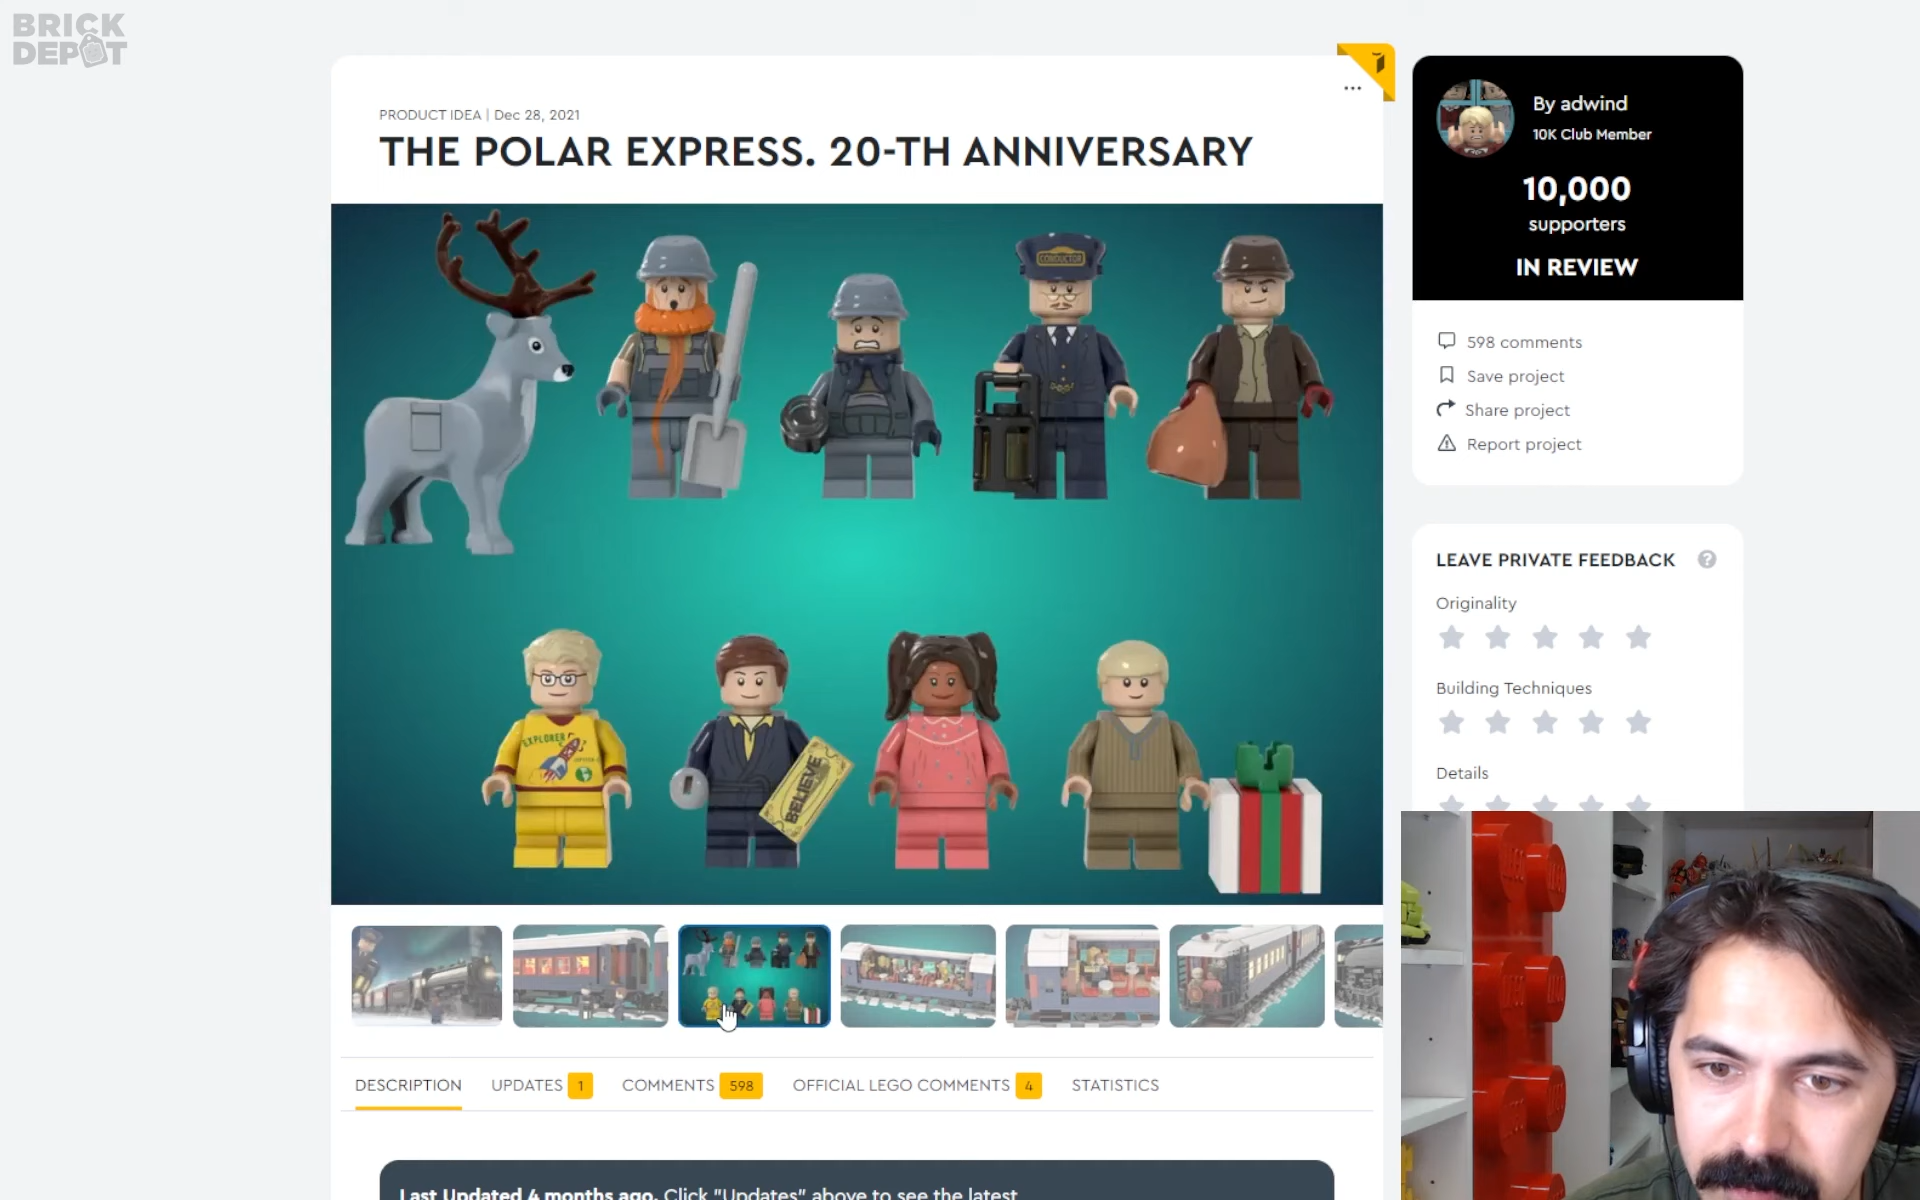 BRICK
DEPOT
PRODUCT IDEA | Dec 28, 2021
THE POLAR EXPRESS. 20-TH ANNIVERSARY
CONDUCTOR
EXPLORER
BELIEVE
DESCRIPTION
UPDATES 1
COMMENTS 598
OFFICIAL LEGO COMMENTS 4
STATISTICS
Last Updated 4 months ago. Click "Updates" above to see the latest
By adwind
10K Club Member
10,000
supporters
IN REVIEW
598 comments
Save project
Share project
Report project
LEAVE PRIVATE FEEDBACK ?
Originality
Building Techniques
Details